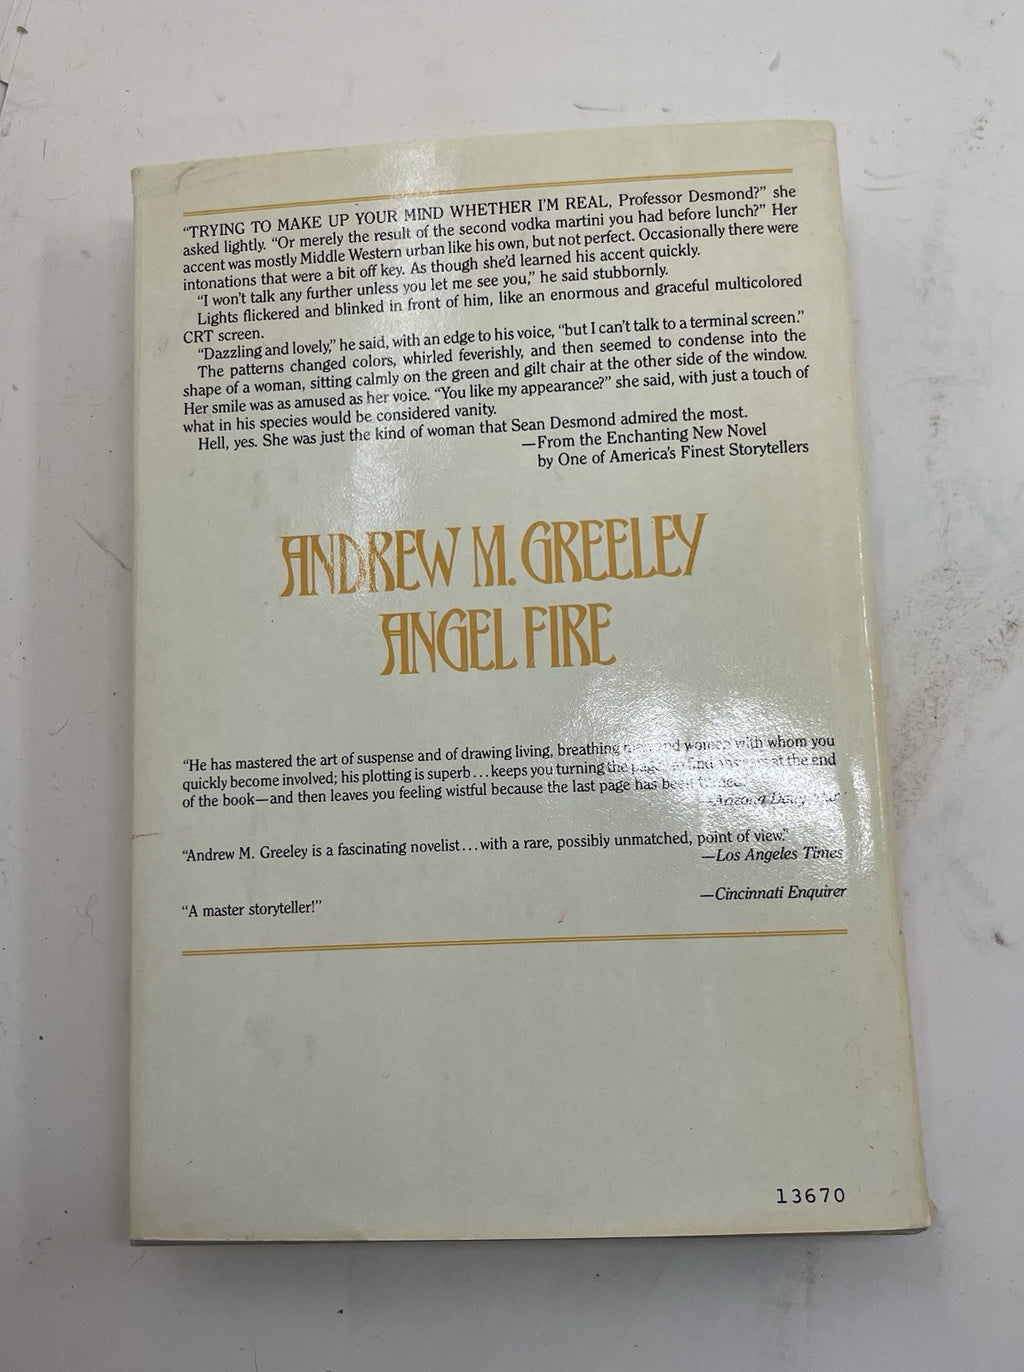 “TRYING TO MAKE UP YOUR MIND WHETHER I'M REAL, Professor Desmond?” she
asked lightly. “Or merely the result of the second vodka martini you had before lunch?” Her
accent was mostly Middle Western urban like his own, but not perfect. Occasionally there were
intonations that were a bit off key. As though she'd learned his accent quickly.
“I won't talk any further unless you let me see you,” he said stubbornly.
Lights flickered and blinked in front of him, like an enormous and graceful multicolored
CRT screen.
“Dazzling and lovely,” he said, with an edge to his voice, “but I can't talk to a terminal screen.”
The patterns changed colors, whirled feverishly, and then seemed to condense into the
shape of a woman, sitting calmly on the green and gilt chair at the other side of the window.
Her smile was as amused as her voice. “You like my appearance?” she said, with just a touch of
what in his species would be considered vanity.
Hell, yes. She was just the kind of woman that Sean Desmond admired the most.
—From the Enchanting New Novel
by One of America's Finest Storytellers
ANDREW M. GREELEY
ANGEL FIRE
“He has mastered the art of suspense and of drawing living, breathing and women with whom you
quickly become involved; his plotting is superb...keeps you turning the at the end
of the book—and then leaves you feeling wistful because the last page has been
“Andrew M. Greeley is a fascinating novelist...with a rare, possibly unmatched, point of view.”
—Los Angeles Times
“A master storyteller!”
—Cincinnati Enquirer
13670